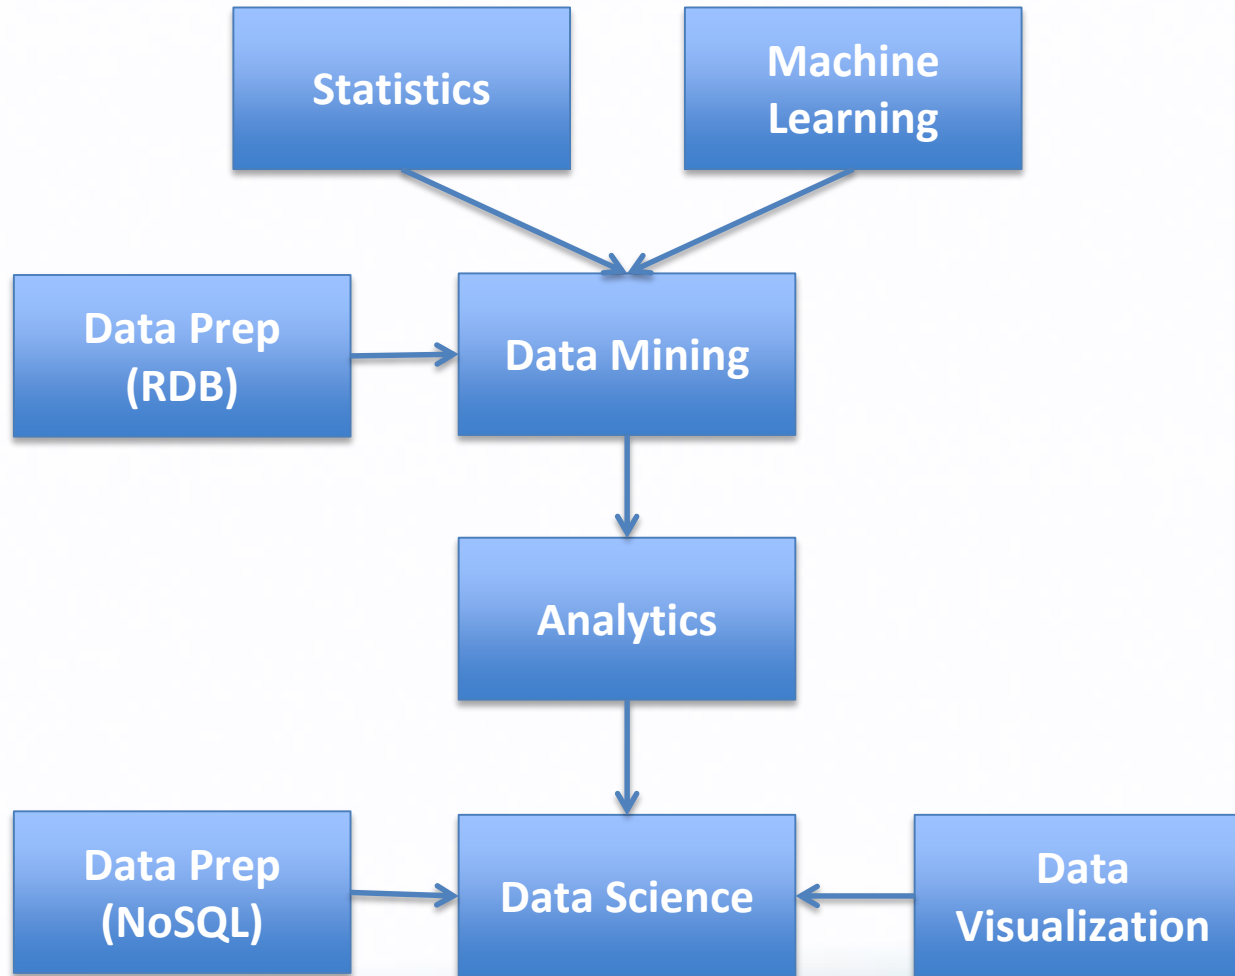 Statistics
Machine
Learning
Data Prep
(RDB)
Data Mining
Analytics
Data Prep
(NoSQL)
Data Science
Data
Visualization